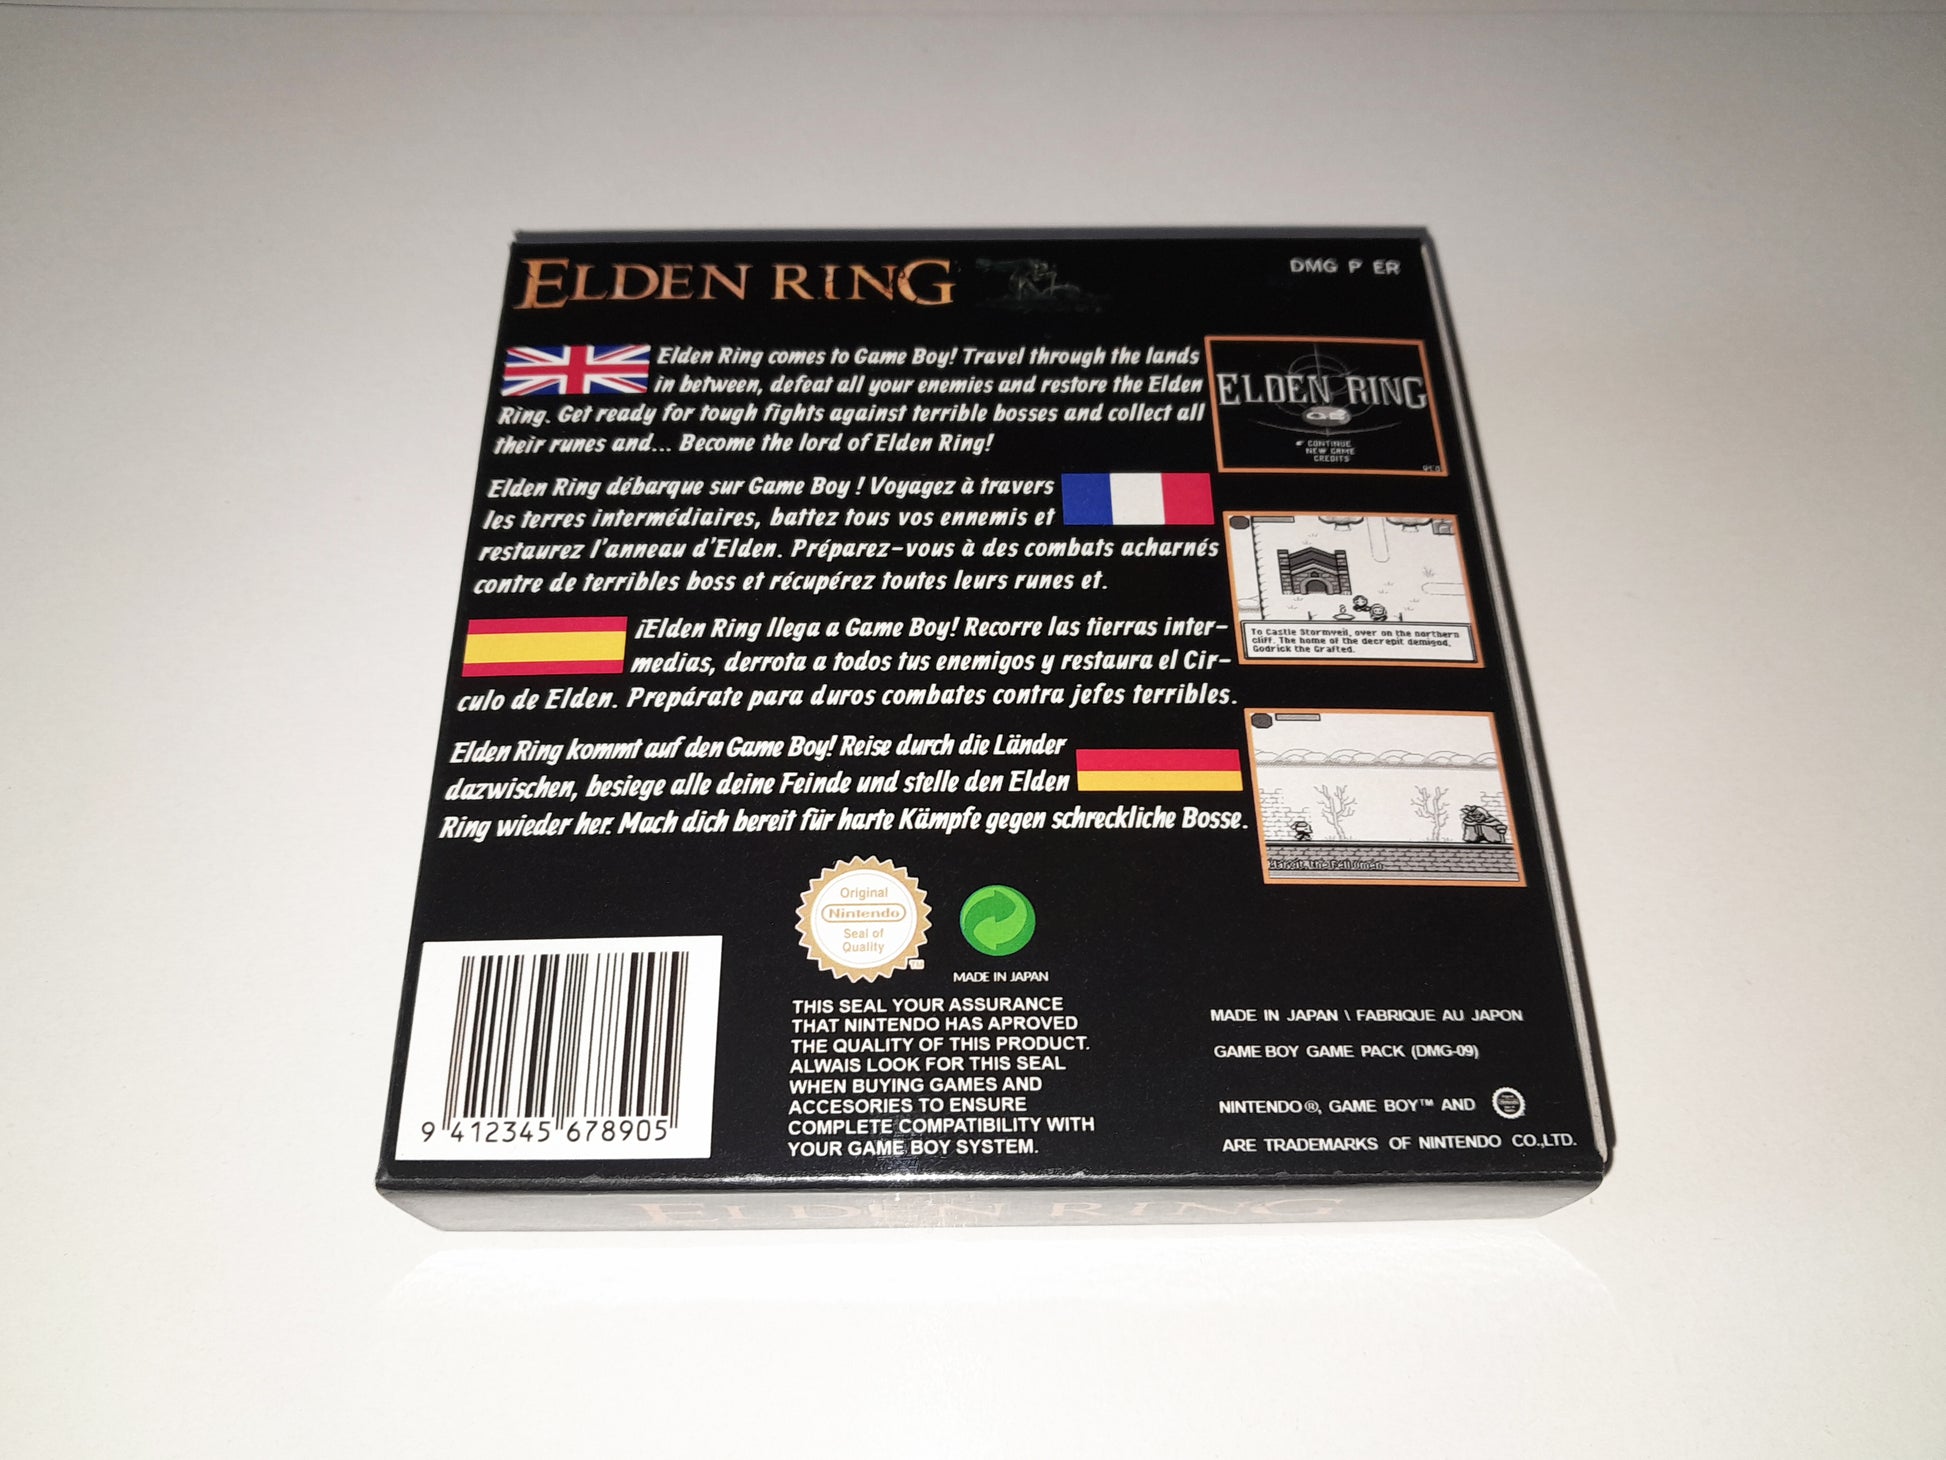 ELDEN RING
DMG P ER
Elden Ring comes to Game Boy! Travel through the lands
in between, defeat all your enemies and restore the Elden
Ring. Get ready for tough fights against terrible bosses and collect all
their runes and... Become the lord of Elden Ring!
Elden Ring débarque sur Game Boy ! Voyagez à travers
les terres intermédiaires, battez tous vos ennemis et
restaurez l'anneau d'Elden. Préparez-vous à des combats acharnés
contre de terribles boss et récupérez toutes leurs runes et.
¡Elden Ring llega a Game Boy! Recorre las tierras inter-
medias, derrota a todos tus enemigos y restaura el Cir-
culo de Elden. Prepárate para duros combates contra jefes terribles.
Elden Ring kommt auf den Game Boy! Reise durch die Länder
dazwischen, besiege alle deine Feinde und stelle den Elden
Ring wieder her. Mach dich bereit für harte Kämpfe gegen schreckliche Bosse.
ELDEN RING
CONTINUE
NEW GAME
CREDITS
To Castle Stormveil, over on the northern
cliff. The home of the decrepit demigod,
Godrick the Grafted.
Original
Nintendo
Seal of
Quality
TM
MADE IN JAPAN
THIS SEAL YOUR ASSURANCE
THAT NINTENDO HAS APROVED
THE QUALITY OF THIS PRODUCT.
ALWAIS LOOK FOR THIS SEAL
WHEN BUYING GAMES AND
ACCESORIES TO ENSURE
COMPLETE COMPATIBILITY WITH
YOUR GAME BOY SYSTEM.
9 412345 678905
MADE IN JAPAN \ FABRIQUE AU JAPON
GAME BOY GAME PACK (DMG-09)
NINTENDO®, GAME BOY™ AND
ARE TRADEMARKS OF NINTENDO CO.,LTD.
ELDEN RING